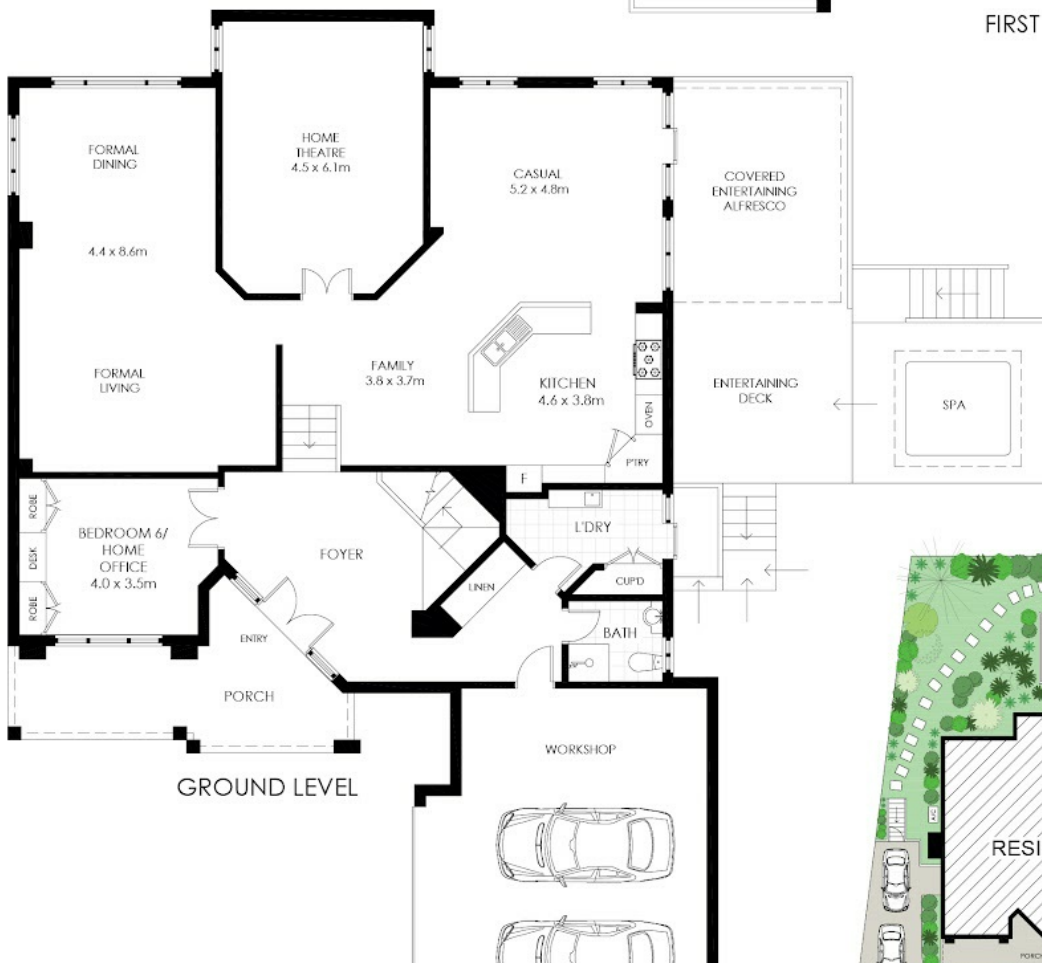 FIRST
FORMAL
DINING
HOME
THEATRE
4.5 x 6.1m
CASUAL
5.2 x 4.8m
COVERED
ENTERTAINING
ALFRESCO
4.4 x 8.6m
FORMAL
LIVING
FAMILY
3.8 x 3.7m
KITCHEN
4.6 x 3.8m
OVEN
ENTERTAINING
DECK
SPA
P'TRY
F
ROBE
DESK
ROBE
BEDROOM 6/
HOME
OFFICE
4.0 x 3.5m
FOYER
L'DRY
LINEN
CUP'D
BATH
ENTRY
PORCH
WORKSHOP
GROUND LEVEL
A/C
RESI
PORCH